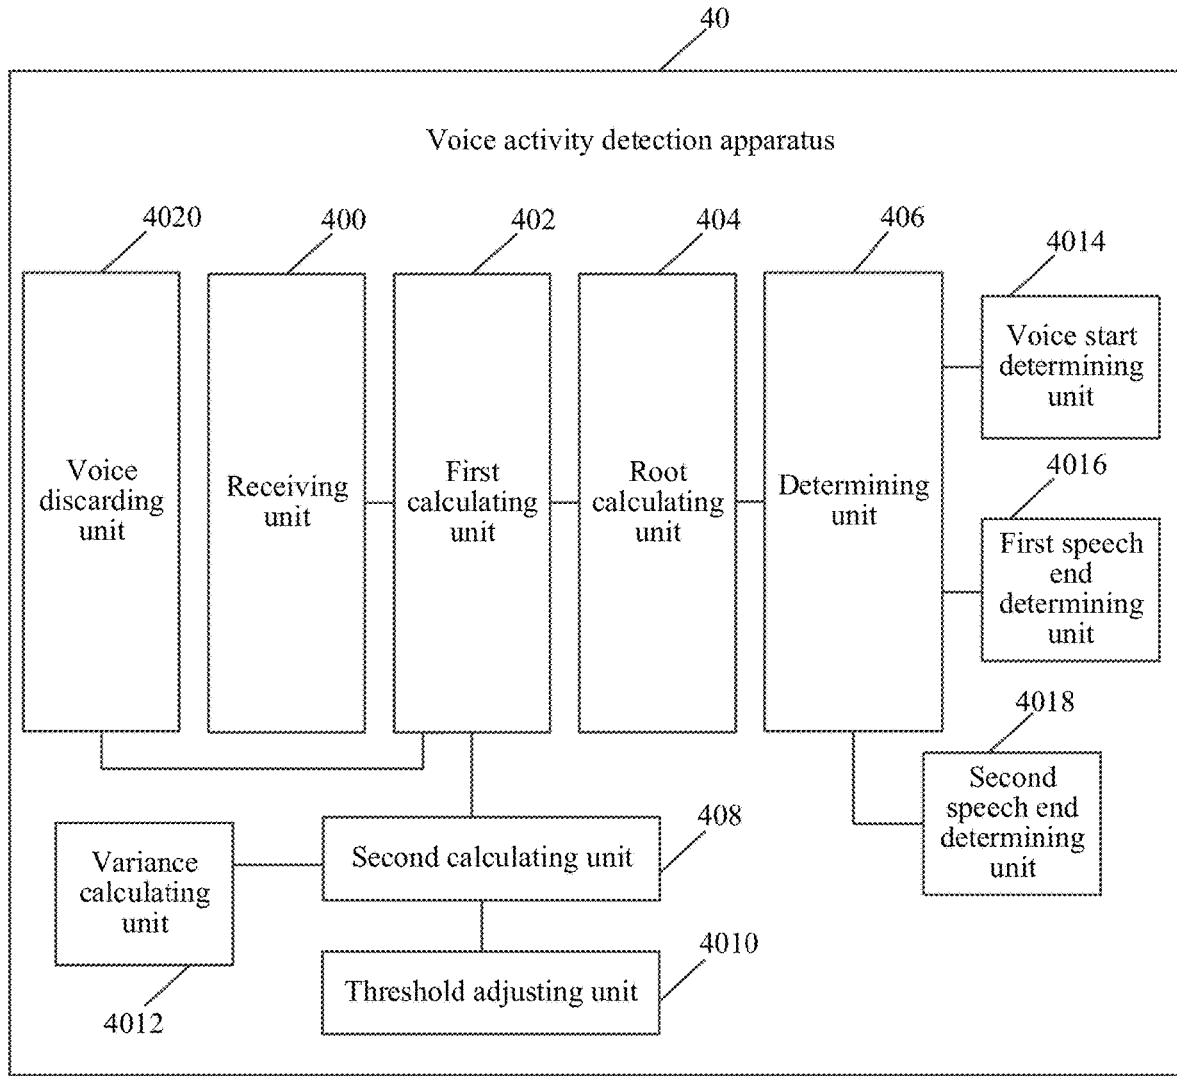 40
Voice activity detection apparatus
4020
400
402
404
406
4014
Voice start
determining
unit
Voice
discarding
unit
Receiving
unit
First
calculating
unit
Root
calculating
unit
Determining
unit
4016
First speech
end
determining
unit
4018
Second
speech end
determining
unit
408
Second calculating unit
Variance
calculating
unit
4010
Threshold adjusting unit
4012